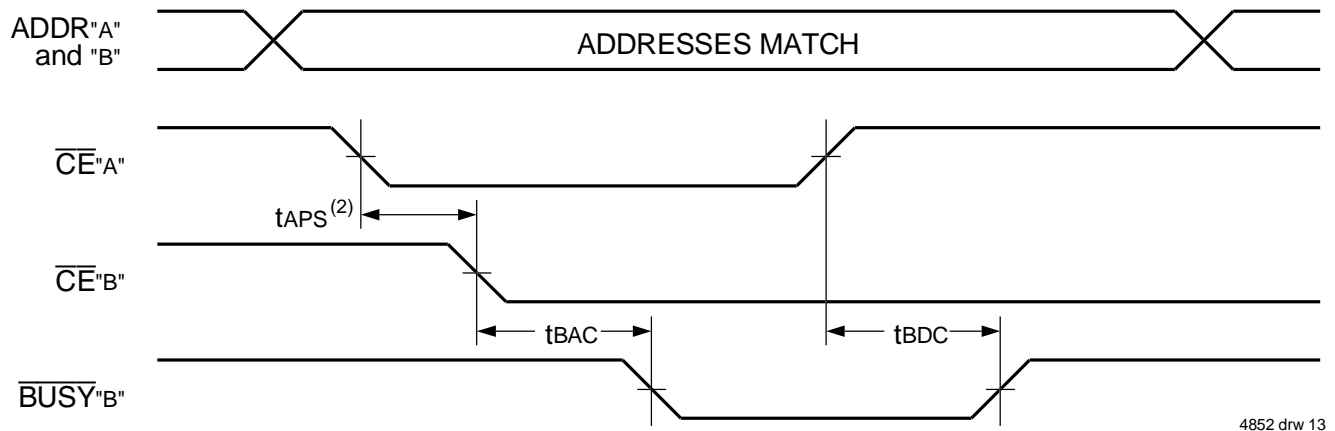 ADDR"A"
and "B"
ADDRESSES MATCH
CE"A"
tAPS(2)
CE"B"
tBAC
tBDC
BUSY"B"
4852 drw 13